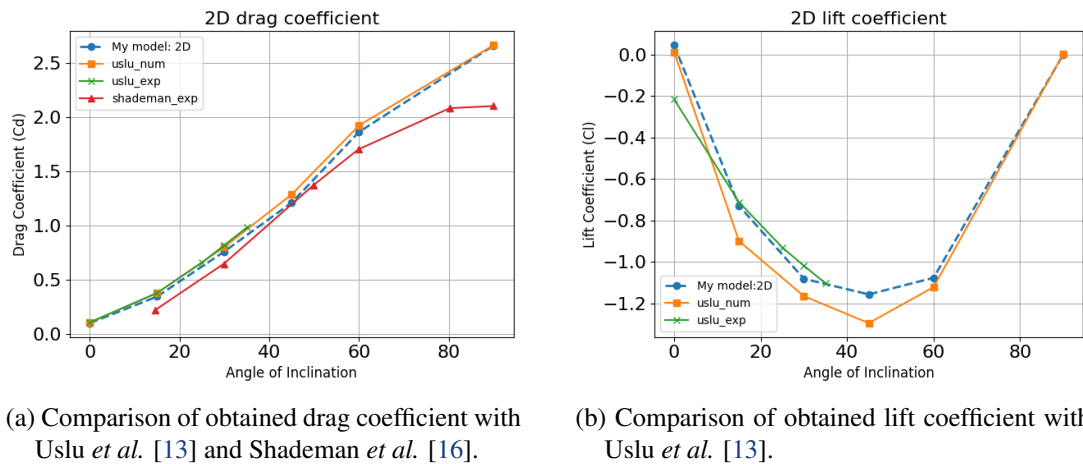 2D drag coefficient
My model: 2D
uslu_num
uslu_exp
shademan_exp
Drag Coefficient (Cd)
2.5
2.0
1.5
1.0
0.5
0.0
0 20 40 60 80
Angle of Inclination
(a) Comparison of obtained drag coefficient with
Uslu et al. [13] and Shademan et al. [16].
2D lift coefficient
Lift Coefficient (Cl)
0.0
−0.2
−0.4
−0.6
−0.8
−1.0
−1.2
My model:2D
uslu_num
uslu_exp
0 20 40 60 80
Angle of Inclination
(b) Comparison of obtained lift coefficient with
Uslu et al. [13].